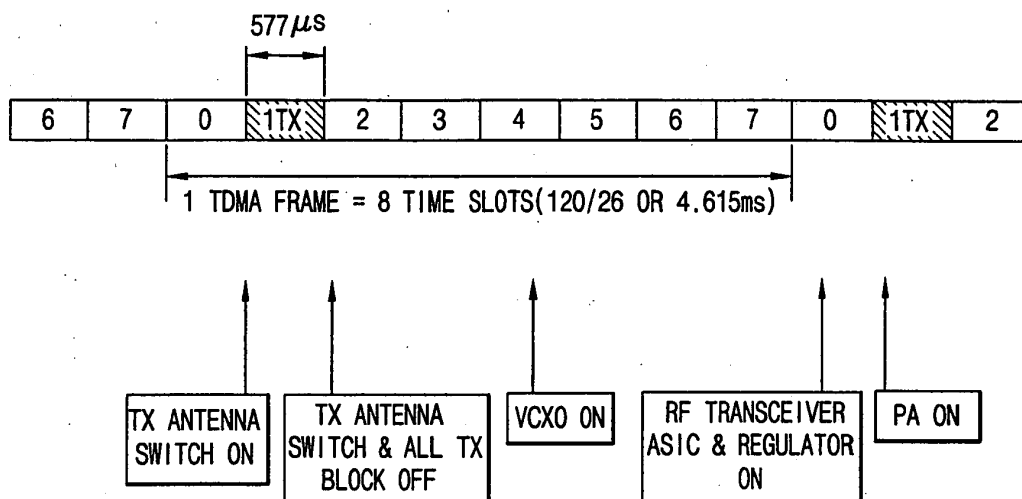 577μs
6 7 0 1TX 2 3 4 5 6 7 0 1TX 2
1 TDMA FRAME = 8 TIME SLOTS(120/26 OR 4.615ms)
TX ANTENNA
SWITCH ON
TX ANTENNA
SWITCH & ALL TX
BLOCK OFF
VCXO ON
RF TRANSCEIVER
ASIC & REGULATOR
ON
PA ON